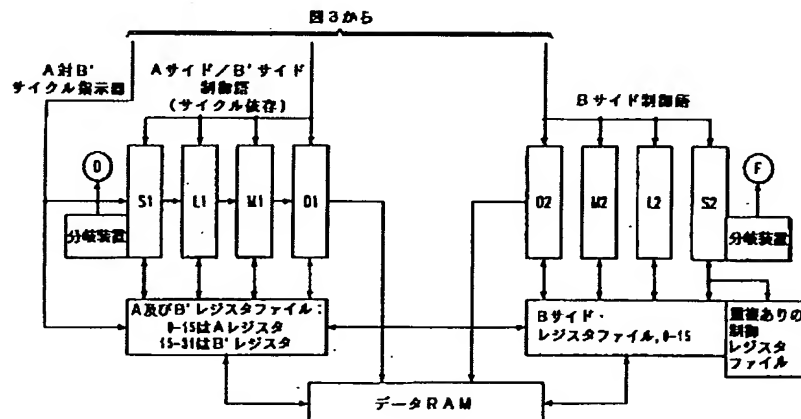 図3から
A対B'
サイクル指示器
Aサイド/B'サイド
制御語
(サイクル依存)
Bサイド制御語
D
F
S1
L1
M1
D1
D2
M2
L2
S2
分岐装置
分岐装置
A及びB'レジスタファイル:
0-15はAレジスタ
15-31はB'レジスタ
Bサイド・
レジスタファイル,0-15
重複ありの
制御
レジスタ
ファイル
データRAM